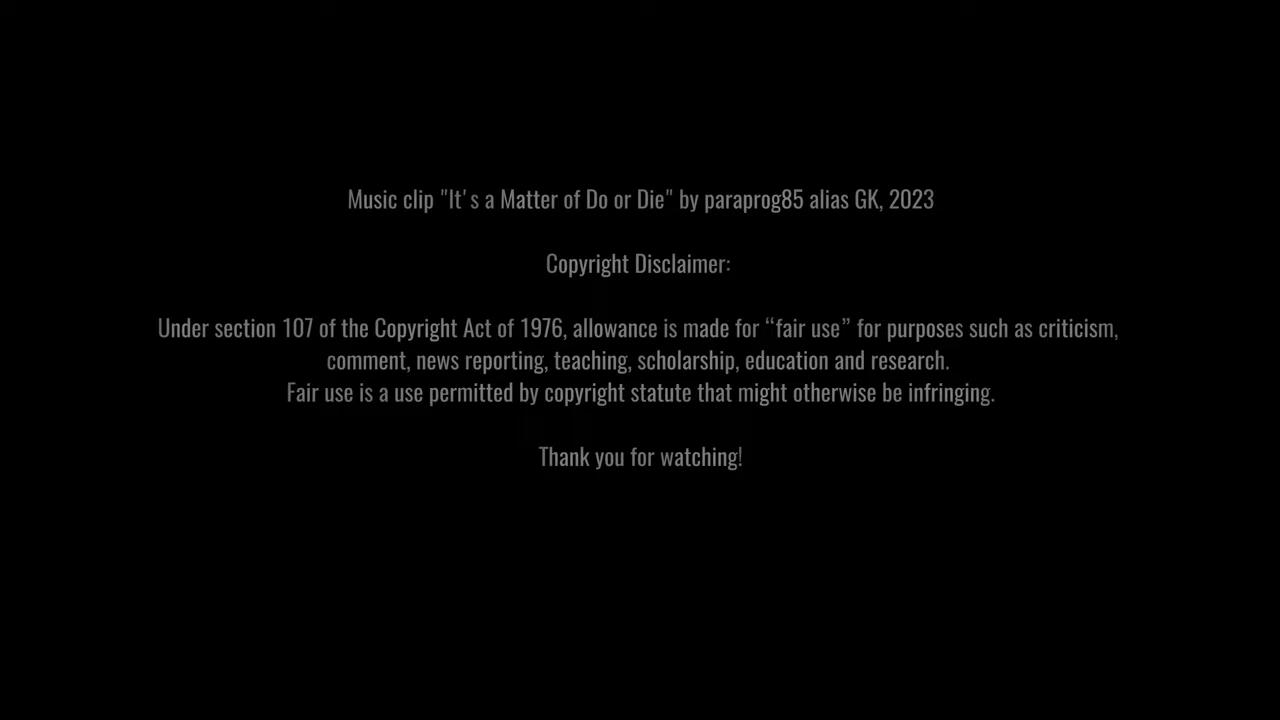 Music clip "It's a Matter of Do or Die" by paraprog85 alias GK, 2023
Copyright Disclaimer:
Under section 107 of the Copyright Act of 1976, allowance is made for “fair use” for purposes such as criticism,
comment, news reporting, teaching, scholarship, education and research.
Fair use is a use permitted by copyright statute that might otherwise be infringing.
Thank you for watching!